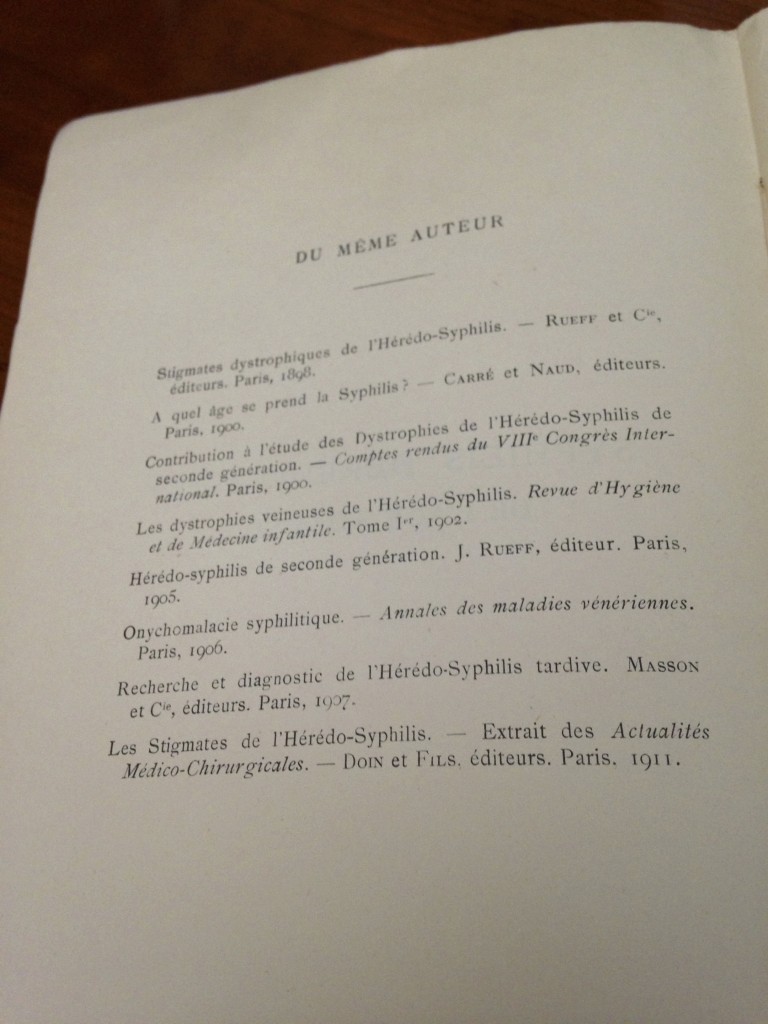 DU MÊME AUTEUR
Stigmates dystrophiques de l'Hérédo-Syphilis. — RUEFF et Cie,
éditeurs. Paris, 1898.
A quel âge se prend la Syphilis ? — CARRÉ et NAUD, éditeurs.
Paris, 1900.
Contribution à l'étude des Dystrophies de l'Hérédo-Syphilis de
seconde génération. — Comptes rendus du VIIIe Congrès Inter-
national. Paris, 1900.
Les dystrophies veineuses de l'Hérédo-Syphilis. Revue d'Hygiène
et de Médecine infantile. Tome Ier, 1902.
Hérédo-syphilis de seconde génération. J. RUEFF, éditeur. Paris,
1905.
Onychomalacie syphilitique. — Annales des maladies vénériennes.
Paris, 1906.
Recherche et diagnostic de l'Hérédo-Syphilis tardive. MASSON
et Cie, éditeurs. Paris, 1907.
Les Stigmates de l'Hérédo-Syphilis. — Extrait des Actualités
Médico-Chirurgicales. — DOIN et FILS, éditeurs. Paris. 1911.